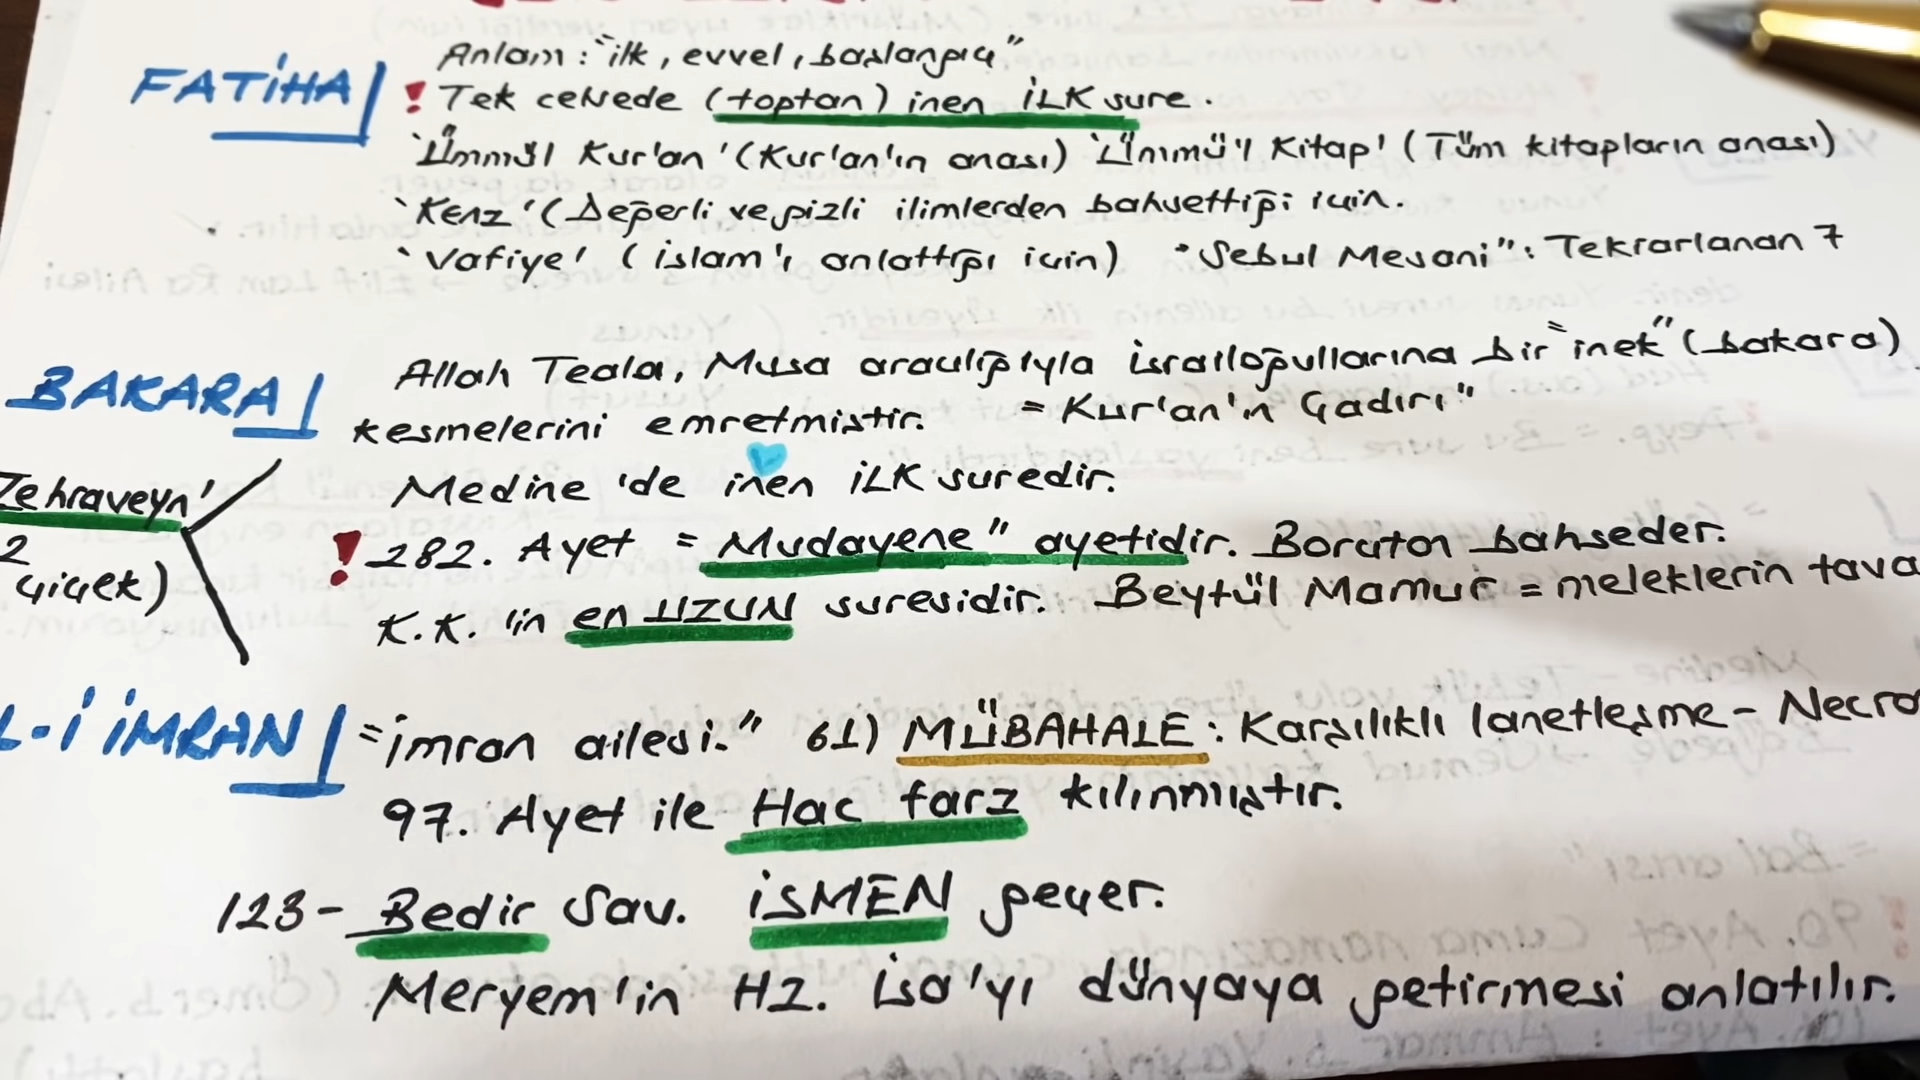 Anlam : "ilk, evvel, başlangıç"
FATİHA
! Tek celsede (toptan) inen İLK sure.
'Ümmül Kur'an' (Kur'an'ın anası) 'Ümmü'l Kitap' (Tüm kitapların anası)
'Kenz' (Değerli ve gizli ilimlerden bahsettiği için.
'Vafiye' (İslam'ı anlattığı için) "Sebul Mesani": Tekrarlanan 7
BAKARA
Allah Teala, Musa aracılığıyla İsrailoğullarına bir "inek" (bakara)
kesmelerini emretmiştir. = Kur'an'ın Çadırı"
Medine'de inen İLK suredir.
Zehraveyn'
2
çiçek)
! 282. Ayet = Müdayene" ayetidir. Borçtan bahseder.
K.K.'in en UZUN suresidir. Beytül Mamur = meleklerin tava
L-İ İMRAN
=İmran ailesi." 61) MÜBAHALE : Karşılıklı lanetleşme - Necra
97. Ayet ile Hac farz kılınmıştır.
123- Bedir Sav. İSMEN geçer.
Meryem'in Hz. İsa'yı dünyaya getirmesi anlatılır.